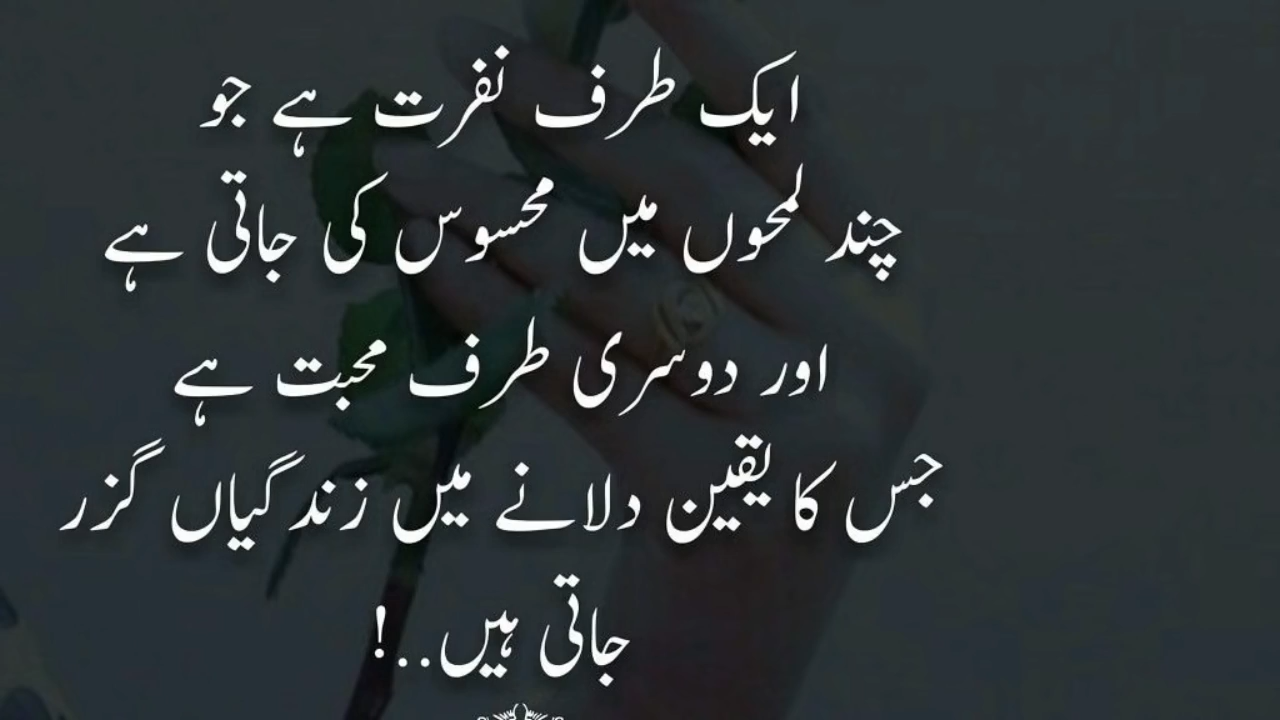 ایک طرف نفرت ہے جو
چند لمحوں میں محسوس کی جاتی ہے
اور دوسری طرف محبت ہے
جس کا یقین دلانے میں زندگیاں گزر
جاتی ہیں..!